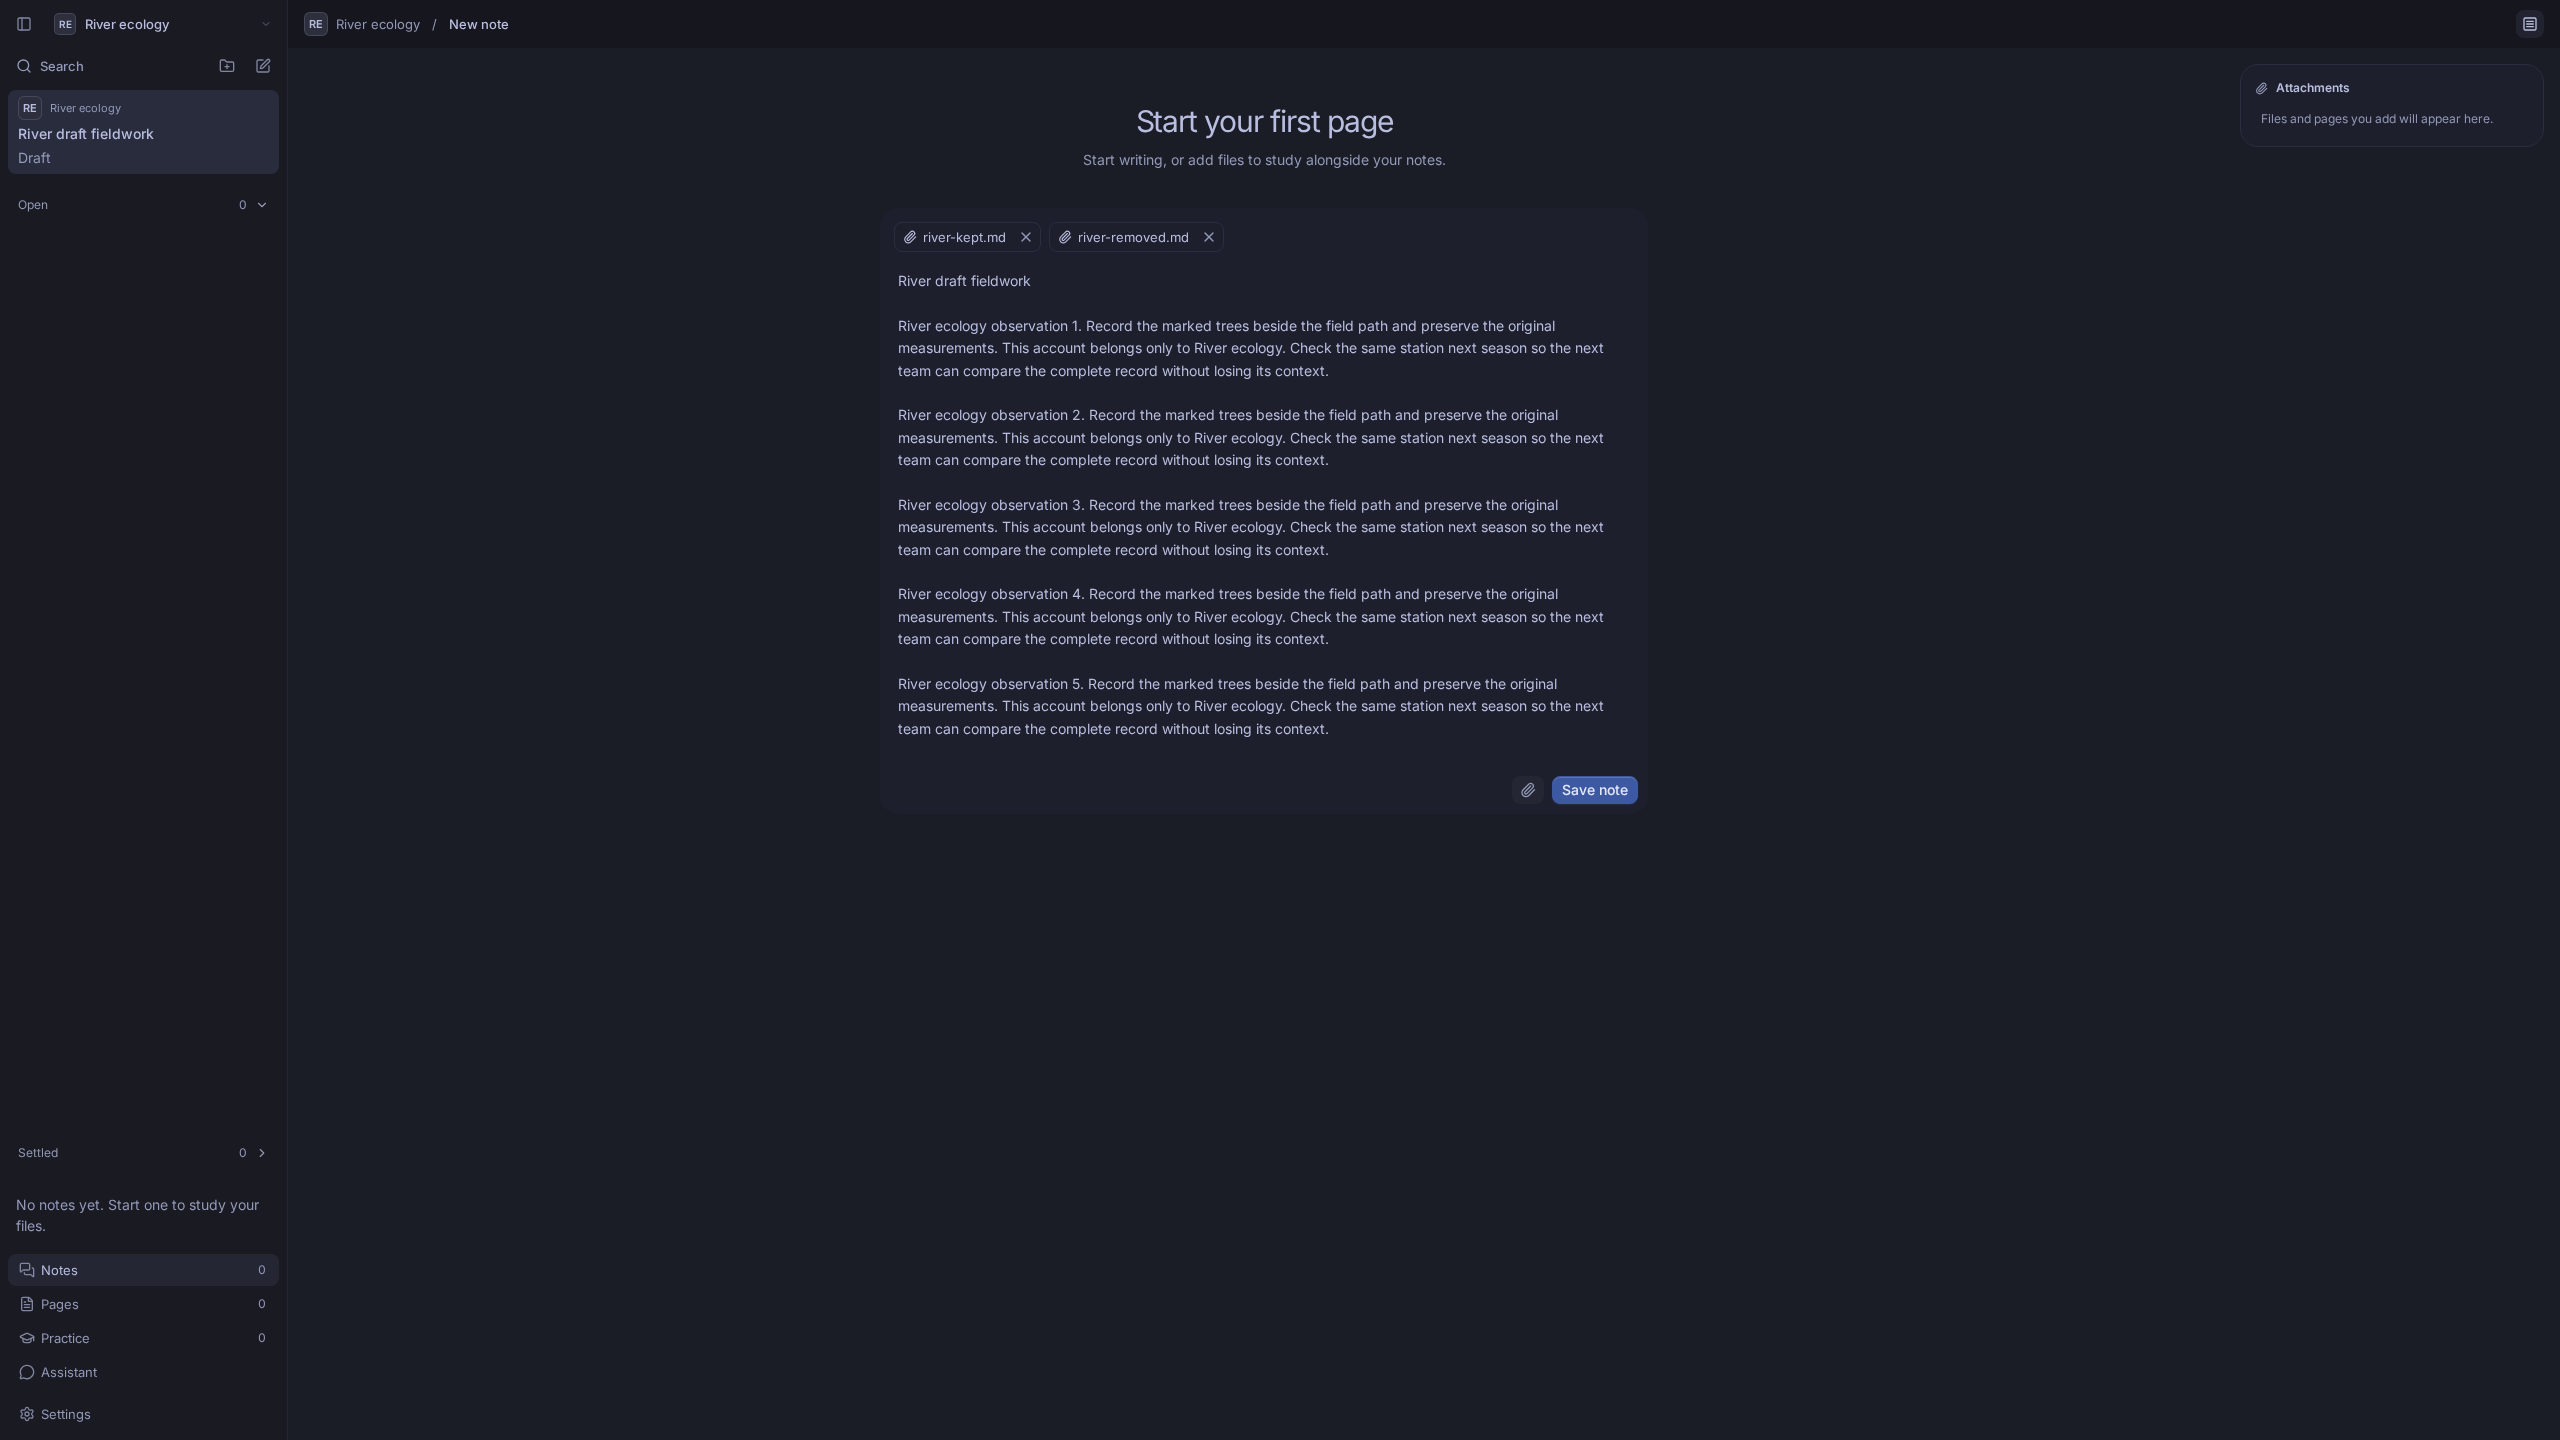 RE River ecology
Search
RE River ecology
River draft fieldwork
Draft
Open 0
Settled 0
No notes yet. Start one to study your
files.
Notes 0
Pages 0
Practice 0
Assistant
Settings
RE River ecology / New note
Start your first page
Start writing, or add files to study alongside your notes.
river-kept.md river-removed.md
River draft fieldwork
River ecology observation 1. Record the marked trees beside the field path and preserve the original
measurements. This account belongs only to River ecology. Check the same station next season so the next
team can compare the complete record without losing its context.
River ecology observation 2. Record the marked trees beside the field path and preserve the original
measurements. This account belongs only to River ecology. Check the same station next season so the next
team can compare the complete record without losing its context.
River ecology observation 3. Record the marked trees beside the field path and preserve the original
measurements. This account belongs only to River ecology. Check the same station next season so the next
team can compare the complete record without losing its context.
River ecology observation 4. Record the marked trees beside the field path and preserve the original
measurements. This account belongs only to River ecology. Check the same station next season so the next
team can compare the complete record without losing its context.
River ecology observation 5. Record the marked trees beside the field path and preserve the original
measurements. This account belongs only to River ecology. Check the same station next season so the next
team can compare the complete record without losing its context.
Save note
Attachments
Files and pages you add will appear here.